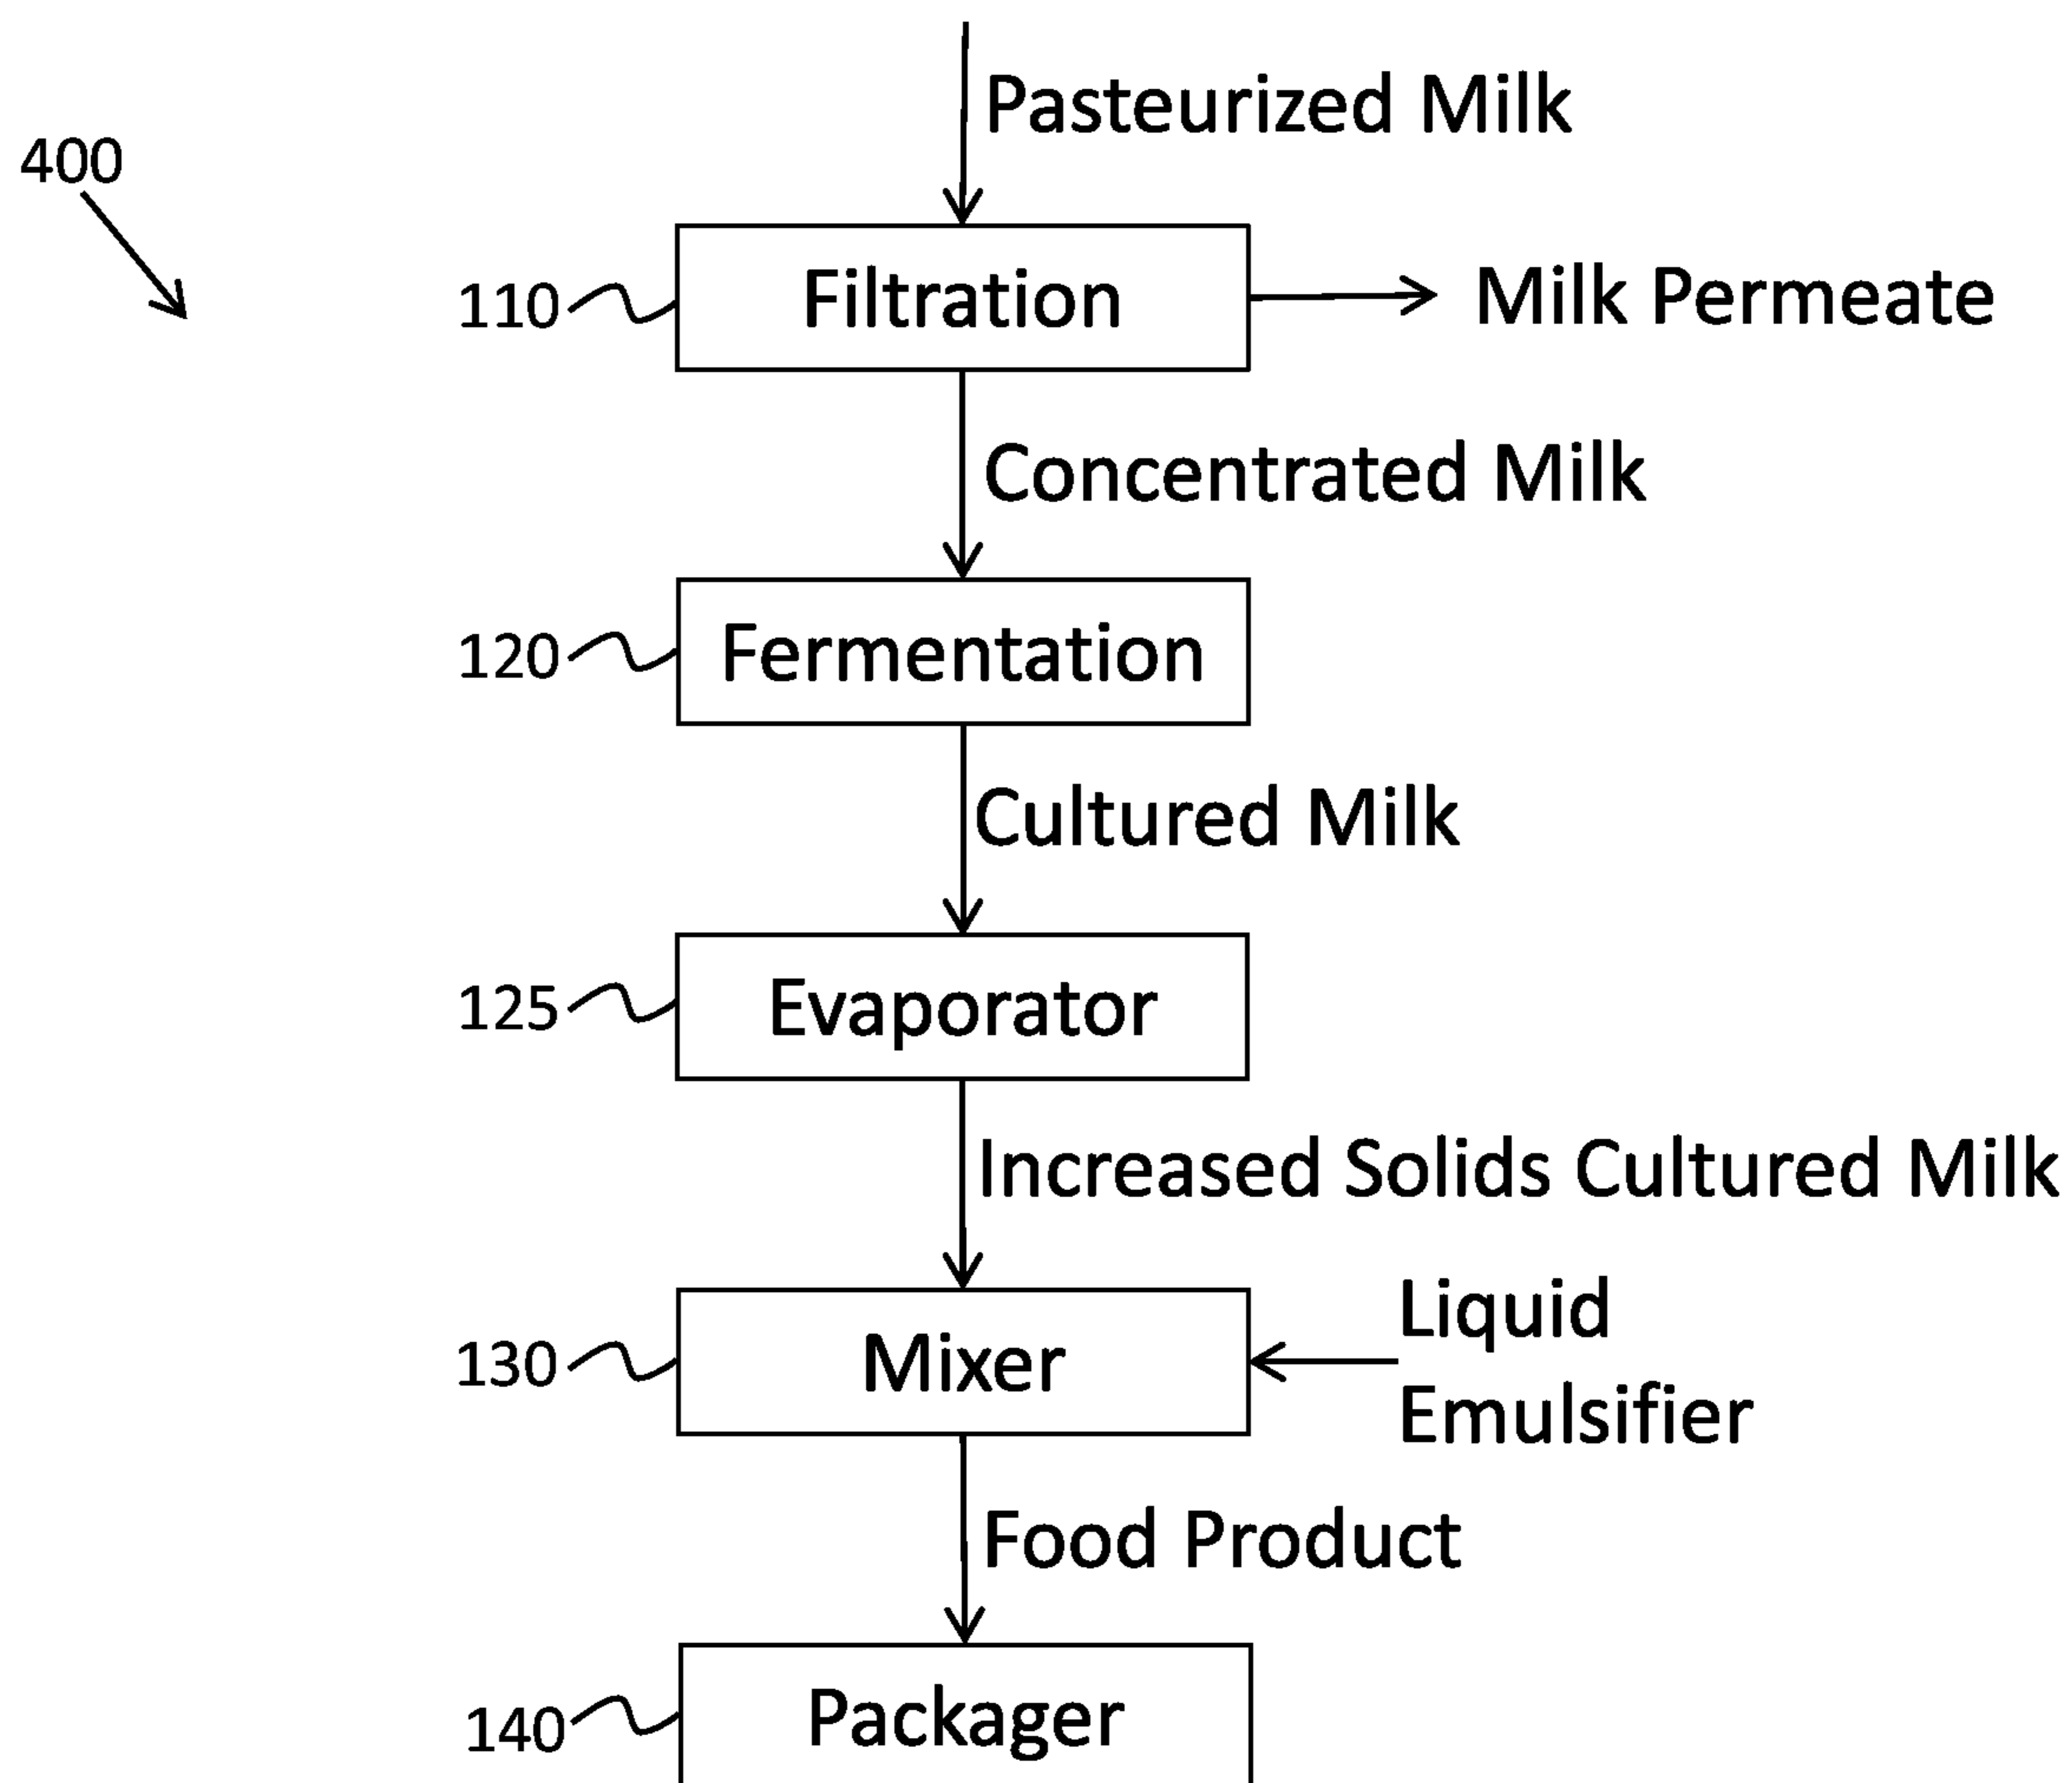 Pasteurized Milk
400
110
Filtration
Milk Permeate
Concentrated Milk
120
Fermentation
Cultured Milk
125
Evaporator
Increased Solids Cultured Milk
130
Mixer
Liquid
Emulsifier
Food Product
140
Packager